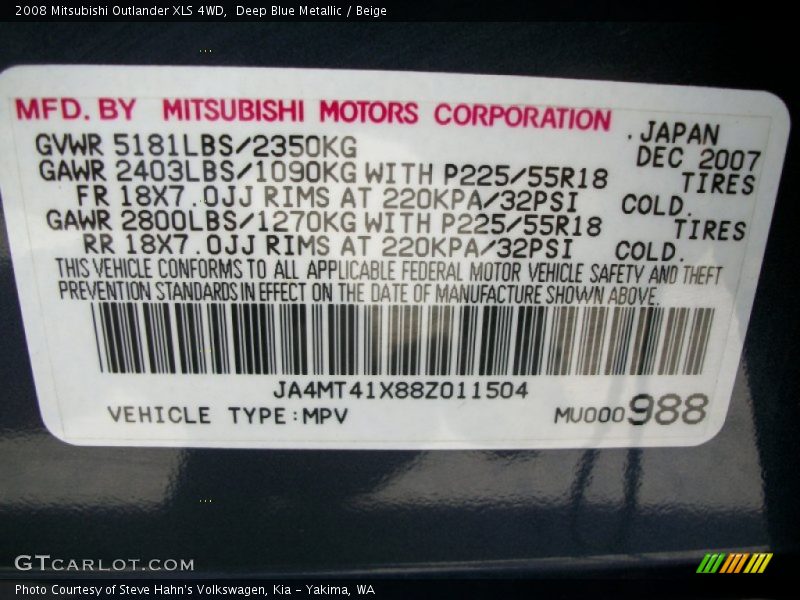 2008 Mitsubishi Outlander XLS 4WD,  Deep Blue Metallic / Beige
MFD. BY MITSUBISHI MOTORS CORPORATION
.JAPAN
GVWR 5181LBS/2350KG
DEC 2007
GAWR 2403LBS/1090KG WITH P225/55R18 TIRES
FR 18X7.0JJ RIMS AT 220KPA/32PSI COLD.
GAWR 2800LBS/1270KG WITH P225/55R18 TIRES
RR 18X7.0JJ RIMS AT 220KPA/32PSI COLD.
THIS VEHICLE CONFORMS TO ALL APPLICABLE FEDERAL MOTOR VEHICLE SAFETY AND THEFT
PREVENTION STANDARDS IN EFFECT ON THE DATE OF MANUFACTURE SHOWN ABOVE.
JA4MT41X88Z011504
VEHICLE TYPE:MPV MU000988
GTCARLOT.COM
Photo Courtesy of Steve Hahn's Volkswagen, Kia – Yakima, WA